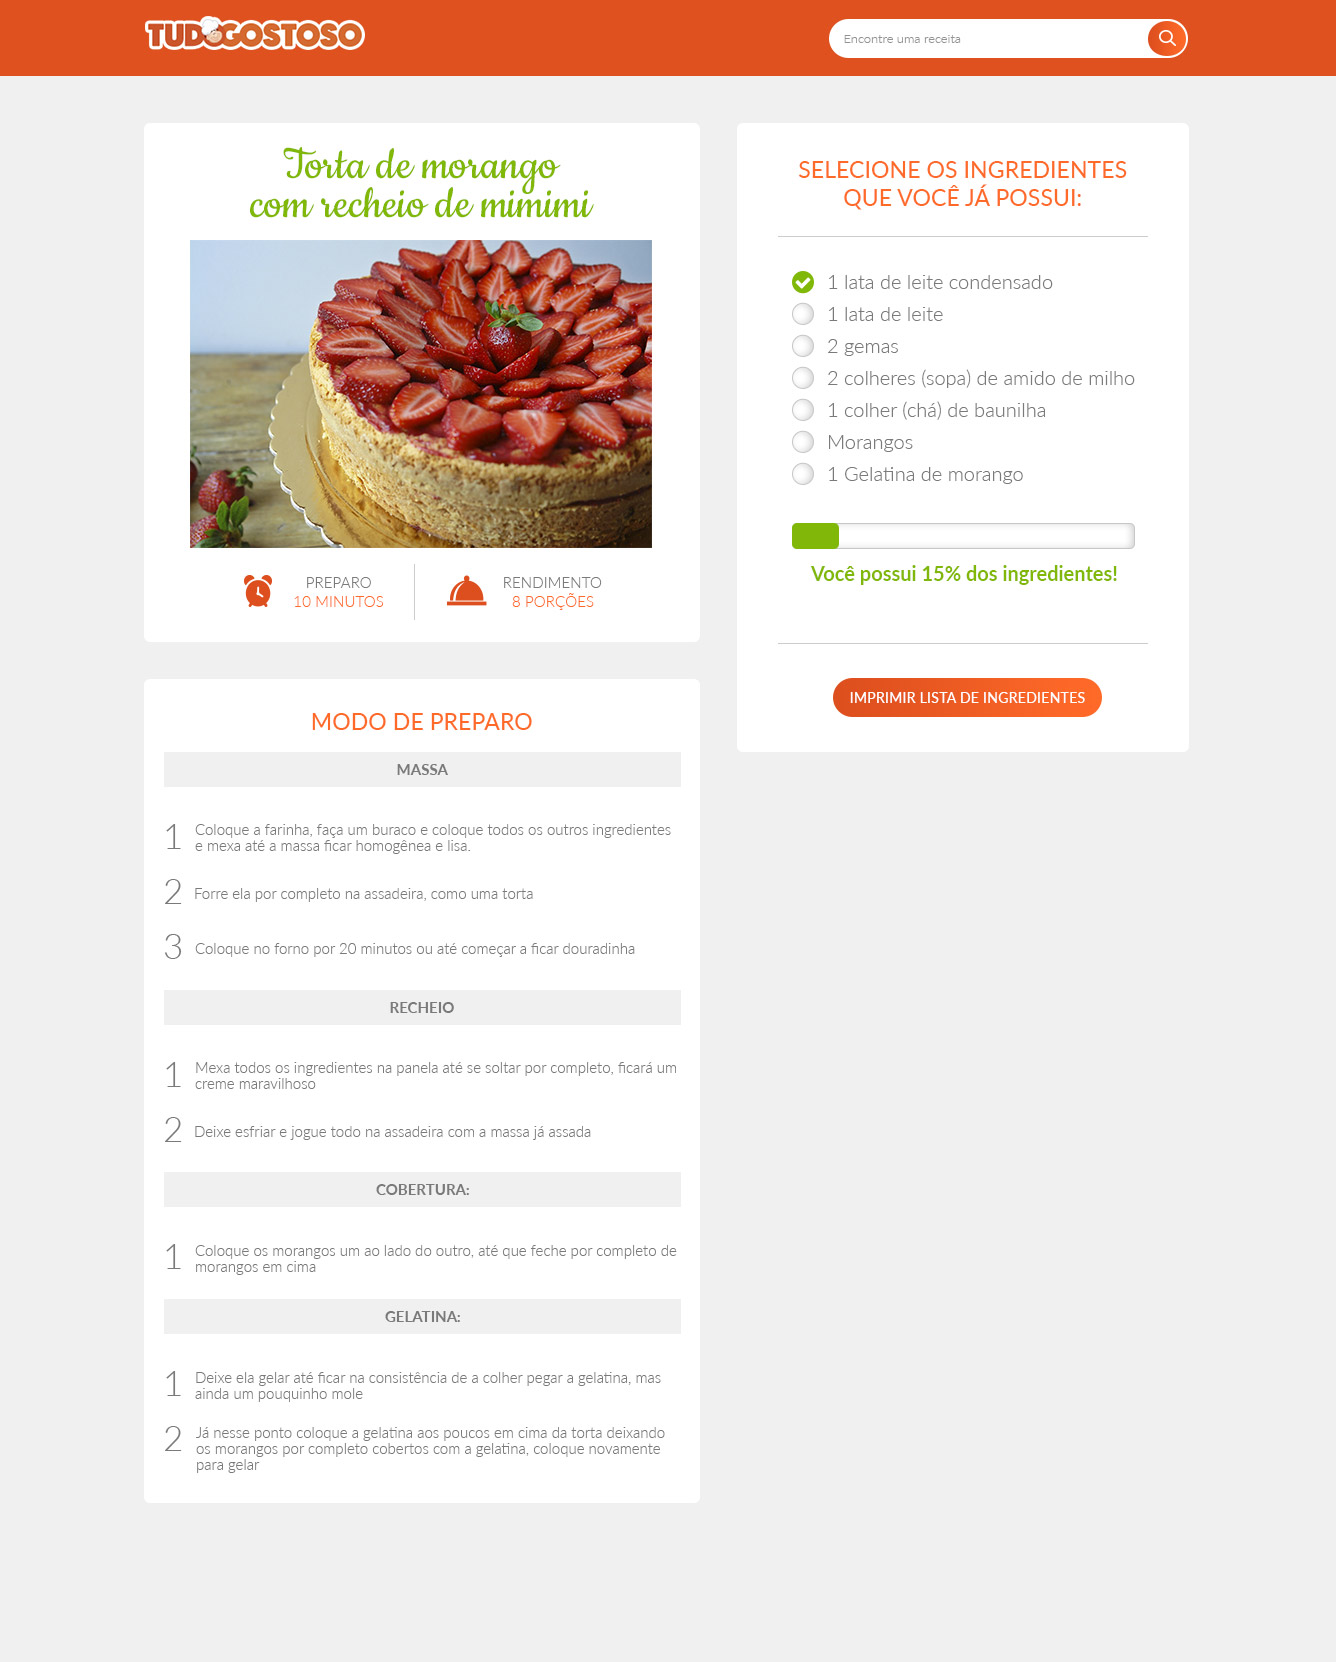 TUDOGOSTOSO
Encontre uma receita
Torta de morango
com recheio de mimimi
PREPARO
10 MINUTOS
RENDIMENTO
8 PORÇÕES
SELECIONE OS INGREDIENTES
QUE VOCÊ JÁ POSSUI:
1 lata de leite condensado
1 lata de leite
2 gemas
2 colheres (sopa) de amido de milho
1 colher (chá) de baunilha
Morangos
1 Gelatina de morango
Você possui 15% dos ingredientes!
IMPRIMIR LISTA DE INGREDIENTES
MODO DE PREPARO
MASSA
1 Coloque a farinha, faça um buraco e coloque todos os outros ingredientes
e mexa até a massa ficar homogênea e lisa.
2 Forre ela por completo na assadeira, como uma torta
3 Coloque no forno por 20 minutos ou até começar a ficar douradinha
RECHEIO
1 Mexa todos os ingredientes na panela até se soltar por completo, ficará um
creme maravilhoso
2 Deixe esfriar e jogue todo na assadeira com a massa já assada
COBERTURA:
1 Coloque os morangos um ao lado do outro, até que feche por completo de
morangos em cima
GELATINA:
1 Deixe ela gelar até ficar na consistência de a colher pegar a gelatina, mas
ainda um pouquinho mole
2 Já nesse ponto coloque a gelatina aos poucos em cima da torta deixando
os morangos por completo cobertos com a gelatina, coloque novamente
para gelar